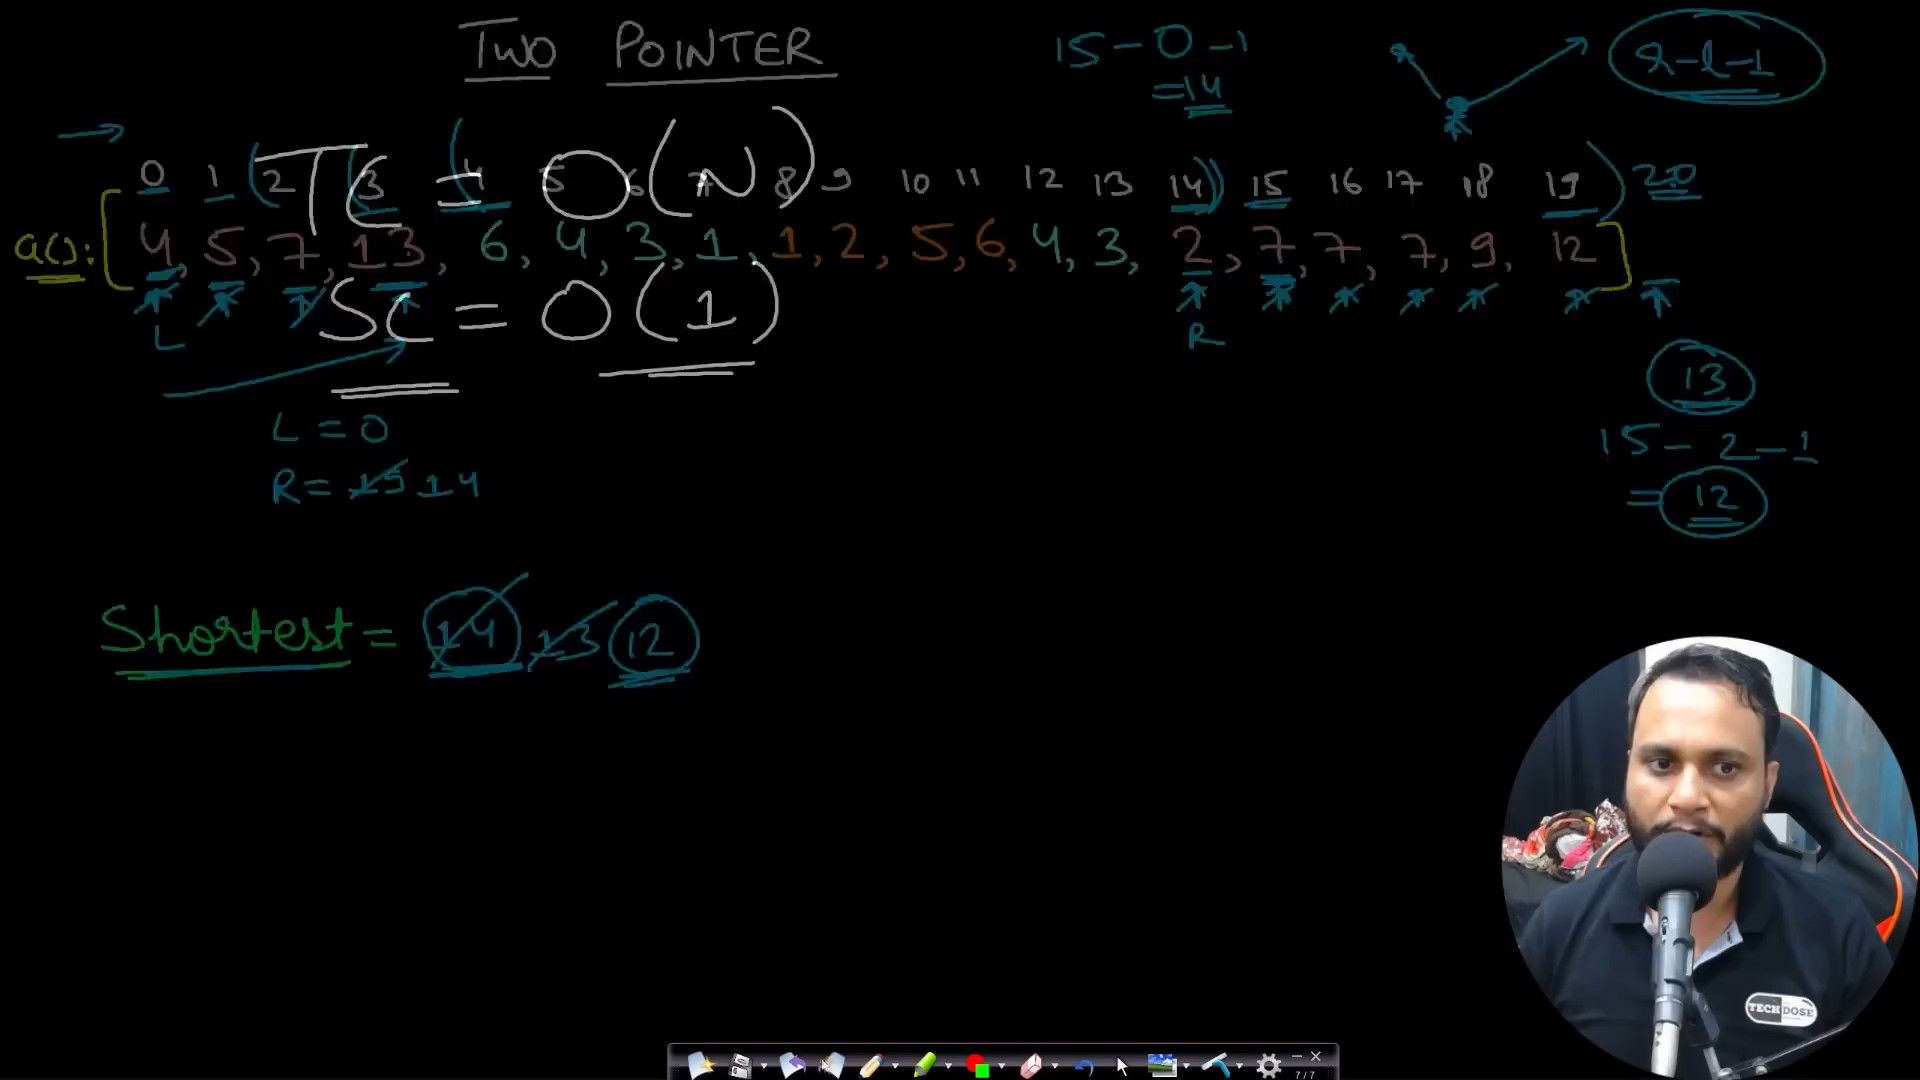 TWO POINTER
15 - 0 - 1
= 14
r-l-1
0 1 2 3 4 5 6 7 8 9 10 11 12 13 14 15 16 17 18 19 20
TC = O(N)
a[]: [4, 5, 7, 13, 6, 4, 3, 1, 1, 2, 5, 6, 4, 3, 2, 7, 7, 7, 9, 12]
SC = O(1)
L
R
L = 0
R = 15 14
13
15 - 2 - 1
= 12
Shortest = 14 13 12
TECH DOSE
7/7